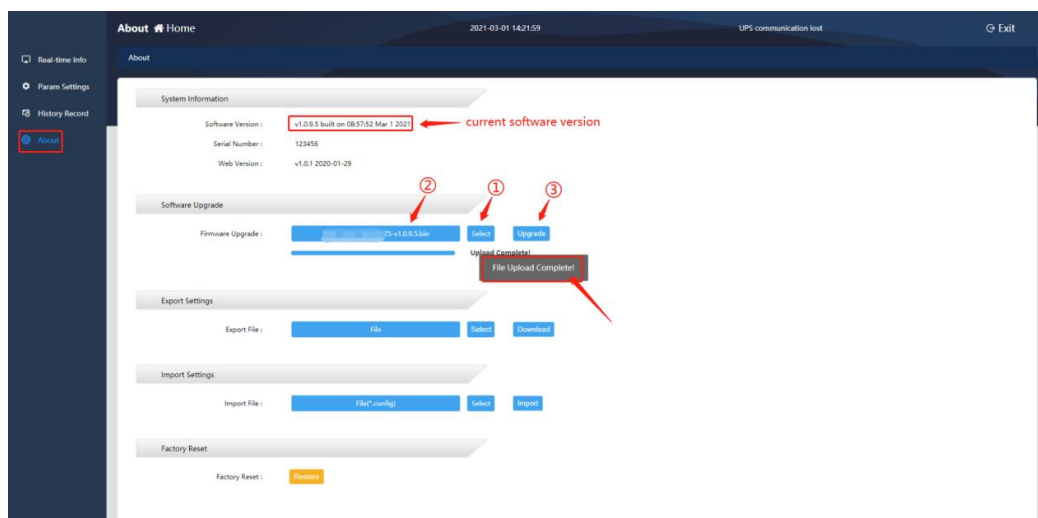 About Home 2021-03-01 14:21:59 UPS communication lost Exit
Real-time Info
Param Settings
History Record
About
About
System Information
Software Version : v1.0.9.5 built on 08:57:52 Mar 1 2021 current software version
Serial Number : 123456
Web Version : v1.0.1 2020-01-29
② ① ③
Software Upgrade
Firmware Upgrade : 25-v1.0.9.5.bin Select Upgrade
Upload Complete!
File Upload Complete!
Export Settings
Export File : File Select Download
Import Settings
Import File : File(*.config) Select Import
Factory Reset
Factory Reset : Restore